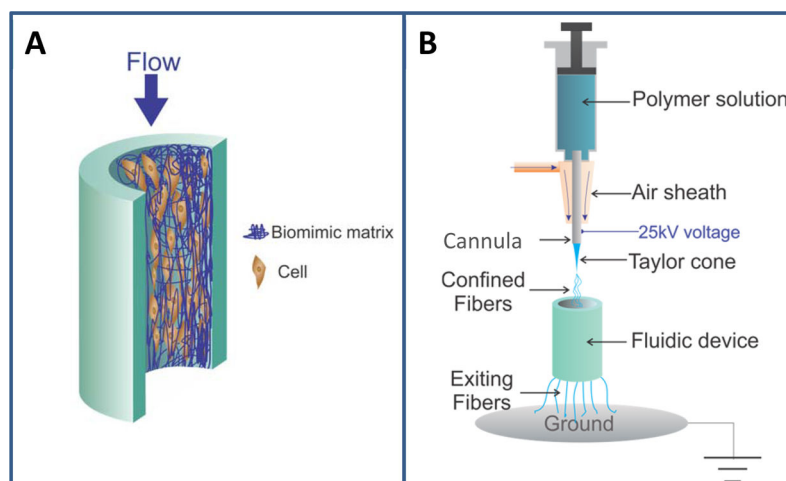 A
Flow
Biomimic matrix
Cell
B
Polymer solution
Air sheath
25kV voltage
Cannula
Taylor cone
Confined
Fibers
Fluidic device
Exiting
Fibers
Ground